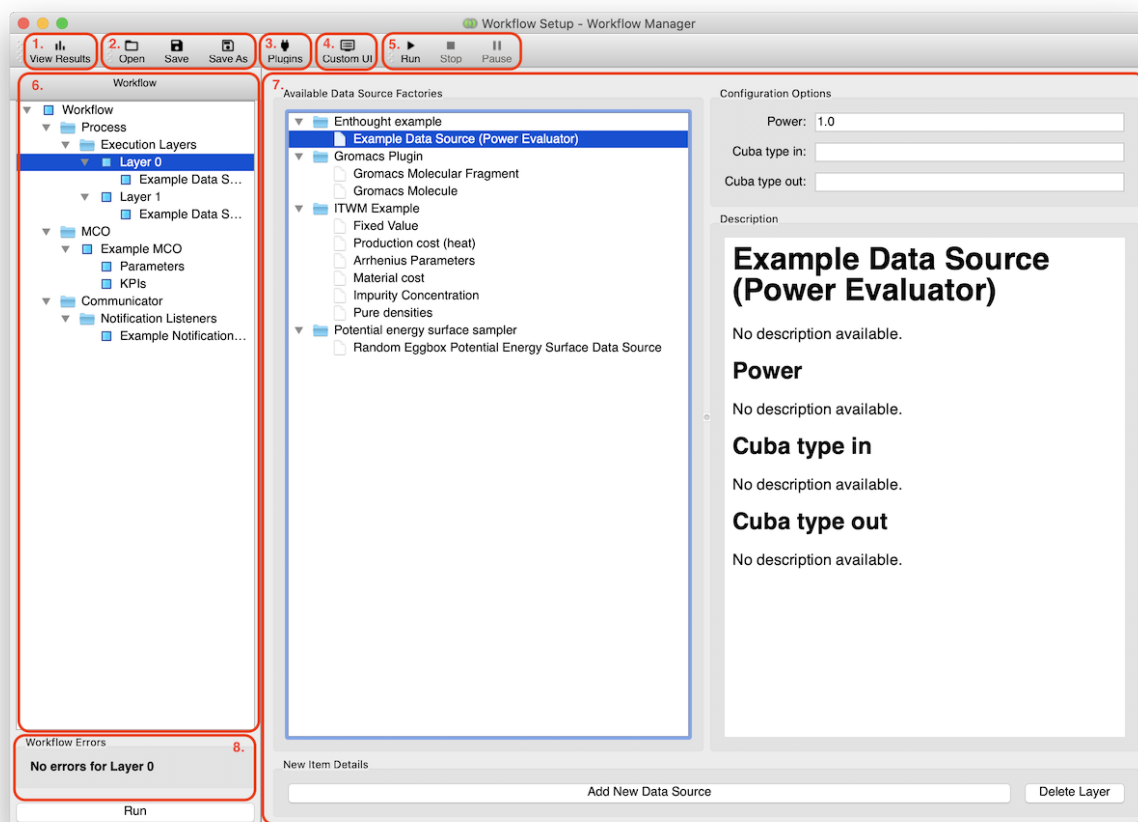 Workflow Setup - Workflow Manager
1.
View Results
2.
Open
Save
Save As
3.
Plugins
4.
Custom UI
5.
Run
Stop
Pause
6.
Workflow
Workflow
Process
Execution Layers
Layer 0
Example Data S...
Layer 1
Example Data S...
MCO
Example MCO
Parameters
KPIs
Communicator
Notification Listeners
Example Notification...
Workflow Errors
8.
No errors for Layer 0
Run
7.
Available Data Source Factories
Enthought example
Example Data Source (Power Evaluator)
Gromacs Plugin
Gromacs Molecular Fragment
Gromacs Molecule
ITWM Example
Fixed Value
Production cost (heat)
Arrhenius Parameters
Material cost
Impurity Concentration
Pure densities
Potential energy surface sampler
Random Eggbox Potential Energy Surface Data Source
Configuration Options
Power: 1.0
Cuba type in:
Cuba type out:
Description
Example Data Source
(Power Evaluator)
No description available.
Power
No description available.
Cuba type in
No description available.
Cuba type out
No description available.
New Item Details
Add New Data Source
Delete Layer